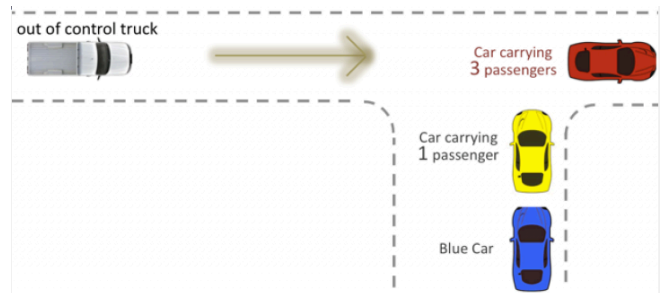 out of control truck
Car carrying
3 passengers
Car carrying
1 passenger
Blue Car